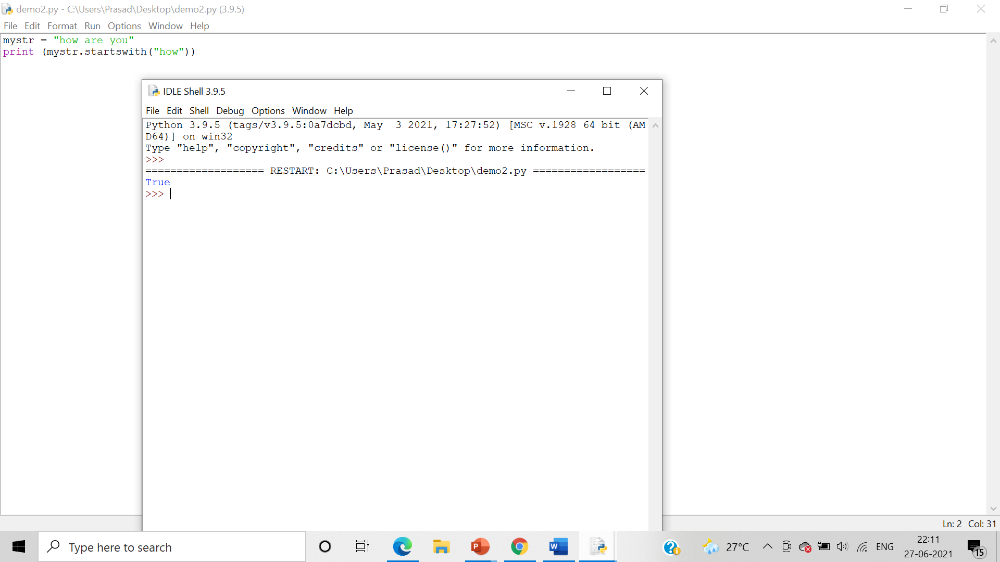 demo2.py - C:\Users\Prasad\Desktop\demo2.py (3.9.5)
File Edit Format Run Options Window Help
mystr = "how are you"
print (mystr.startswith("how"))
IDLE Shell 3.9.5
File Edit Shell Debug Options Window Help
Python 3.9.5 (tags/v3.9.5:0a7dcbd, May  3 2021, 17:27:52) [MSC v.1928 64 bit (AM
D64)] on win32
Type "help", "copyright", "credits" or "license()" for more information.
>>>
=================== RESTART: C:\Users\Prasad\Desktop\demo2.py ==================
True
>>>
Ln: 2 Col: 31
Type here to search
P
W
27°C
ENG
22:11
27-06-2021
15